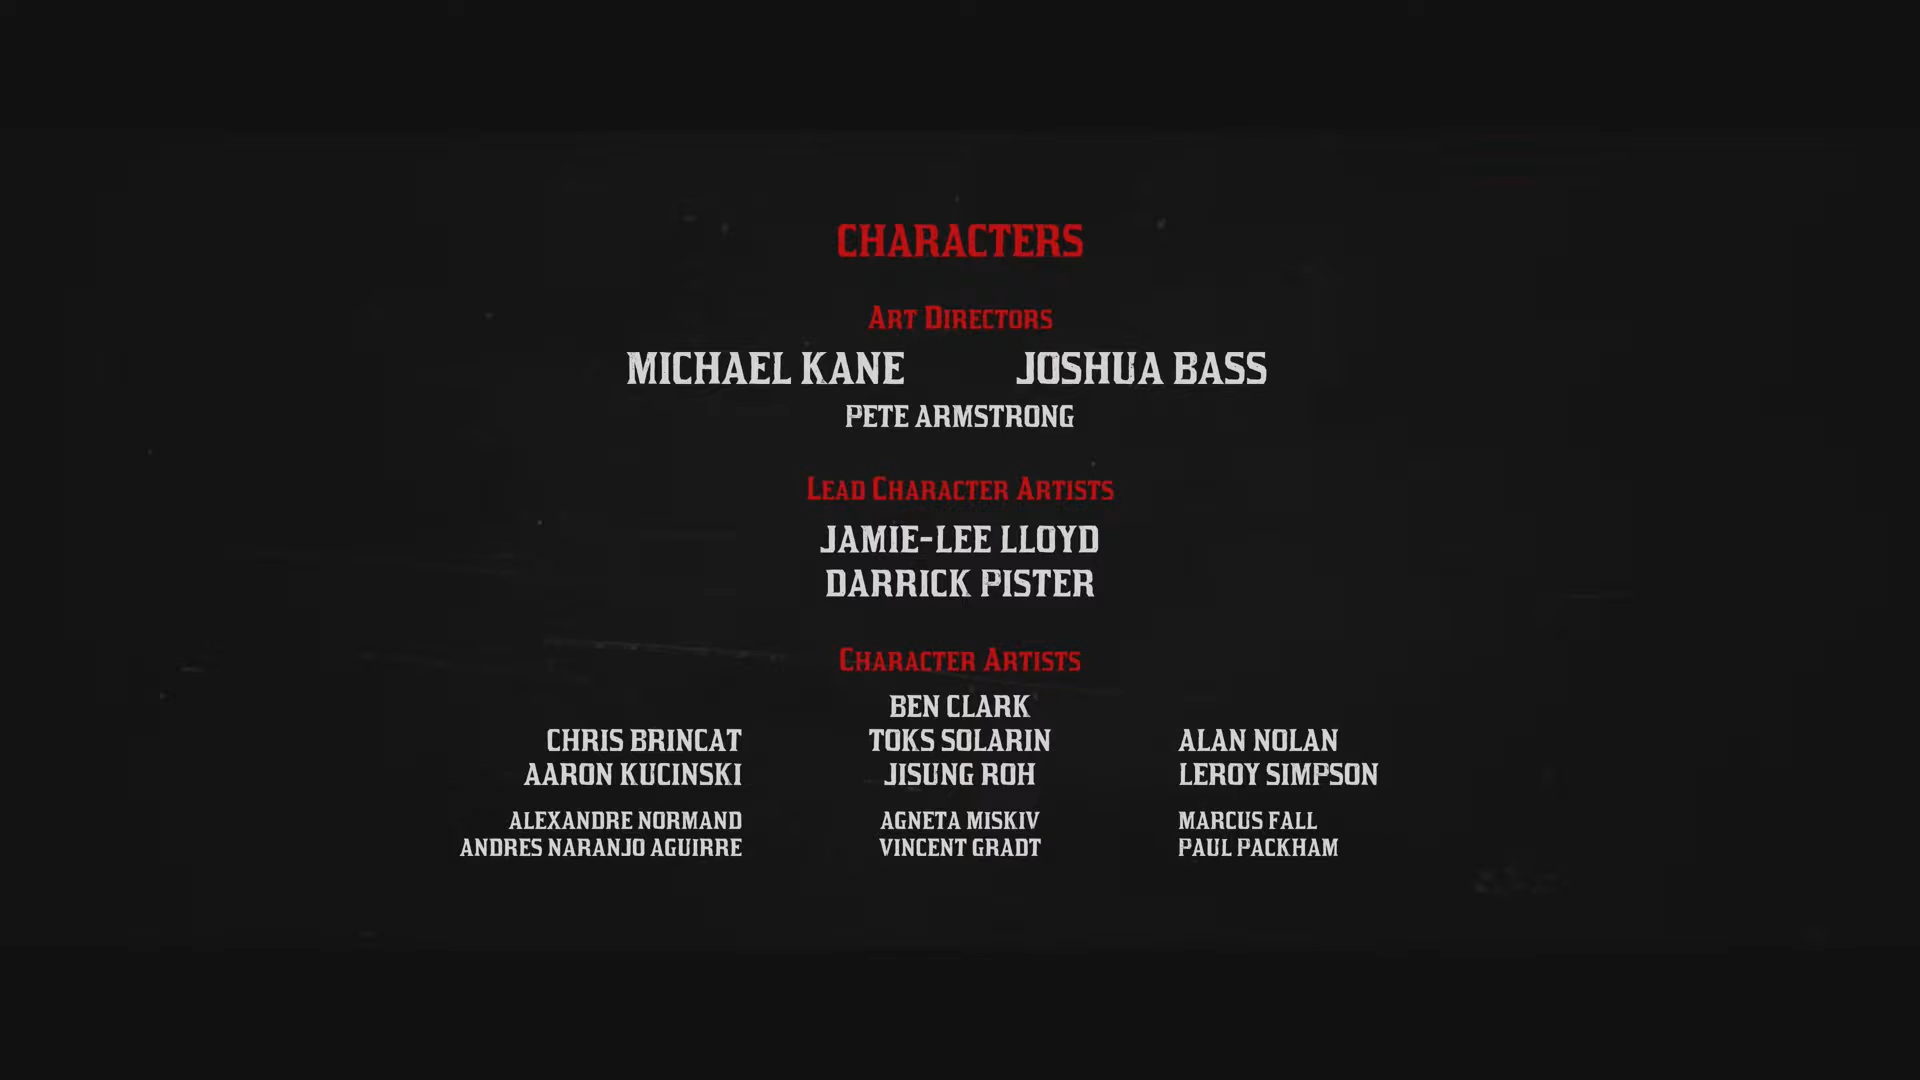 CHARACTERS
ART DIRECTORS
MICHAEL KANE JOSHUA BASS
PETE ARMSTRONG
LEAD CHARACTER ARTISTS
JAMIE-LEE LLOYD
DARRICK PISTER
CHARACTER ARTISTS
BEN CLARK
CHRIS BRINCAT TOKS SOLARIN ALAN NOLAN
AARON KUCINSKI JISUNG ROH LEROY SIMPSON
ALEXANDRE NORMAND AGNETA MISKIV MARCUS FALL
ANDRES NARANJO AGUIRRE VINCENT GRADT PAUL PACKHAM